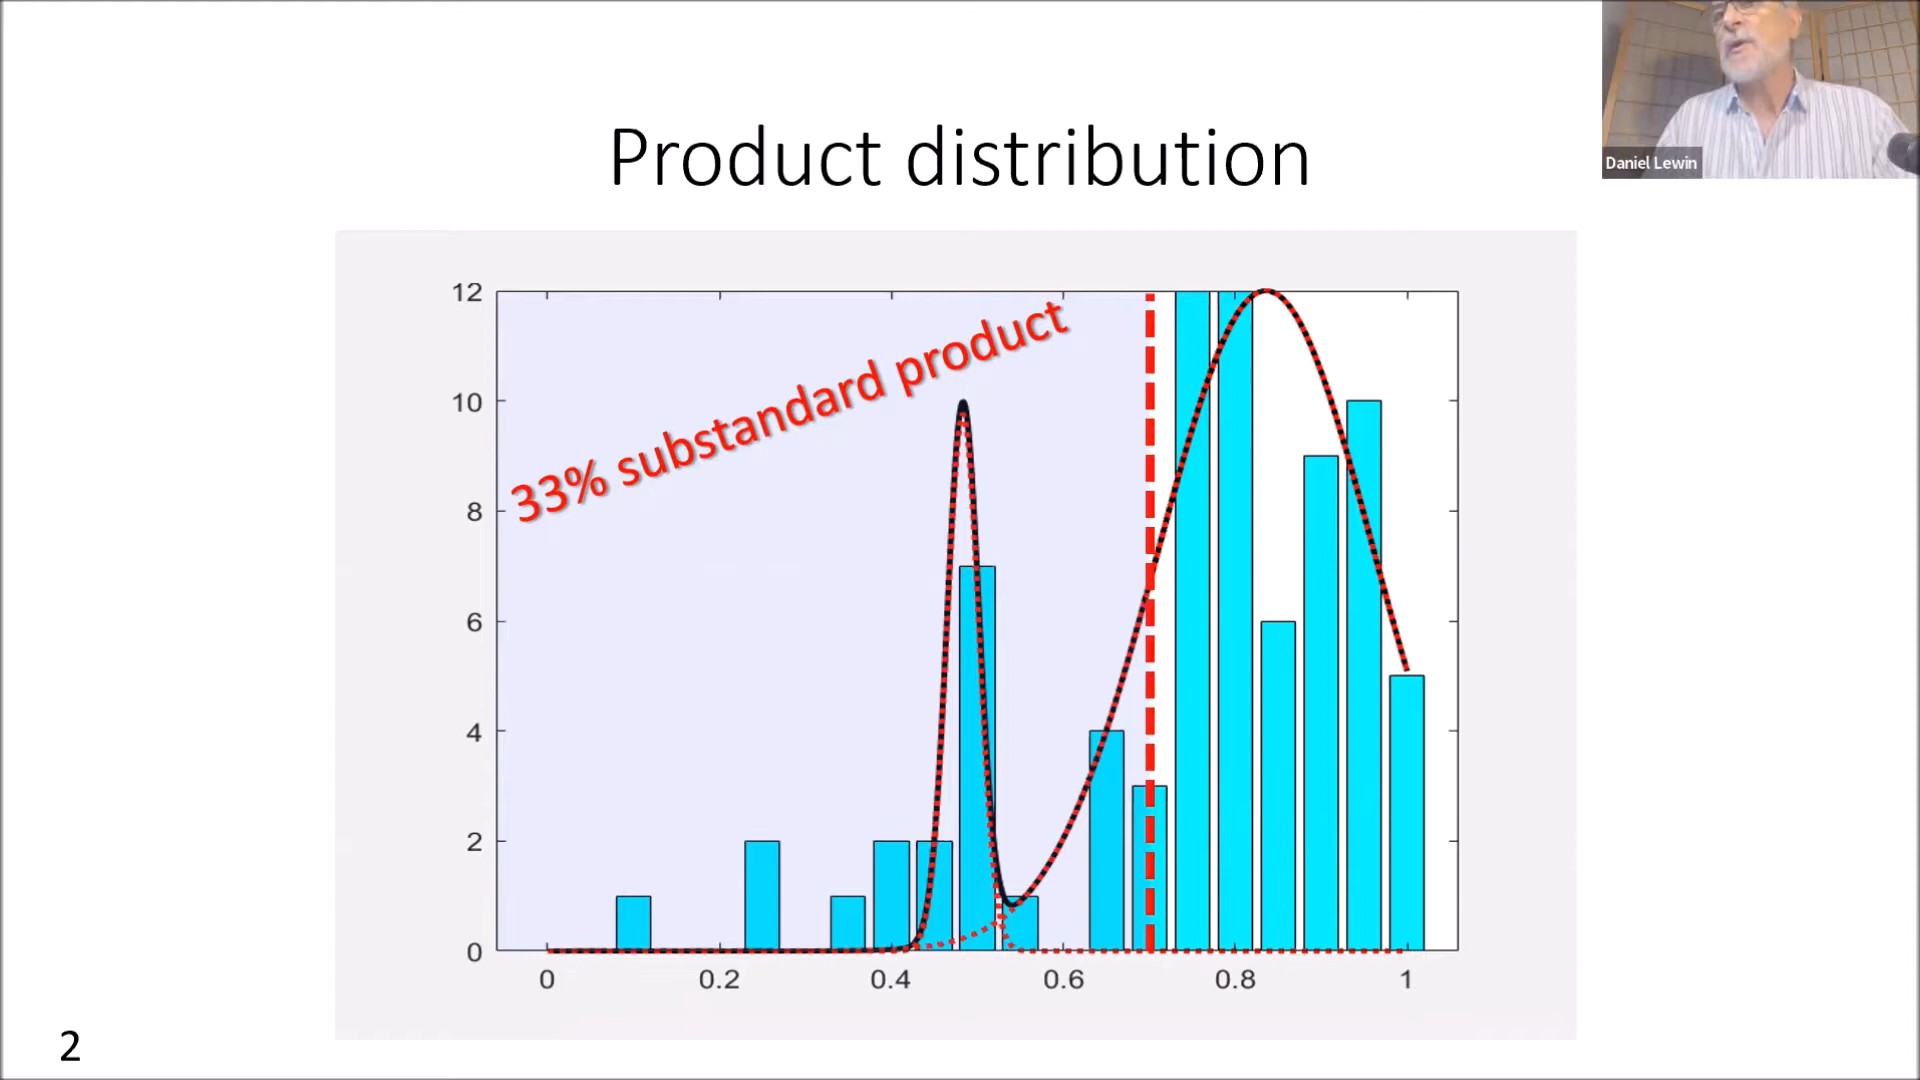 Daniel Lewin
Product distribution
33% substandard product
12
10
8
6
4
2
0
0 0.2 0.4 0.6 0.8 1
2